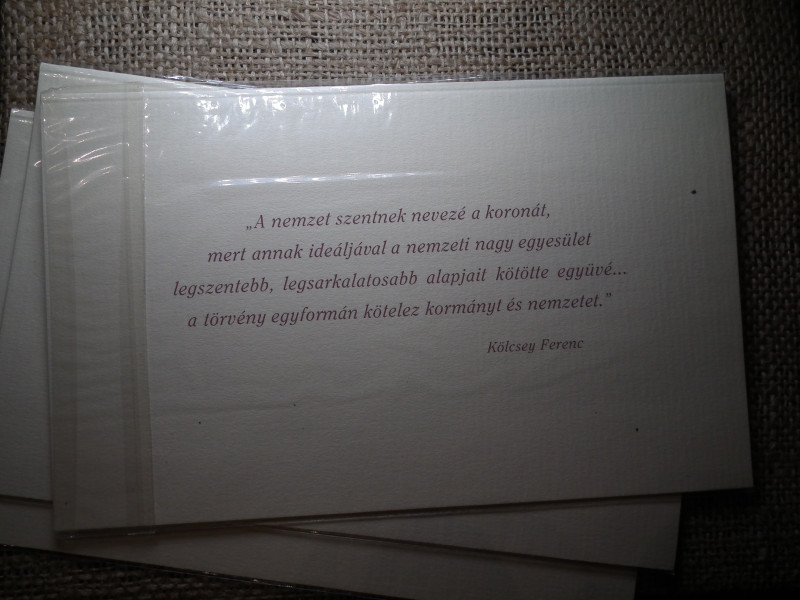 „A nemzet szentnek nevezé a koronát,
mert annak ideáljával a nemzeti nagy egyesület
legszentebb, legsarkalatosabb alapjait kötötte együvé...
a törvény egyformán kötelez kormányt és nemzetet.”
Kölcsey Ferenc